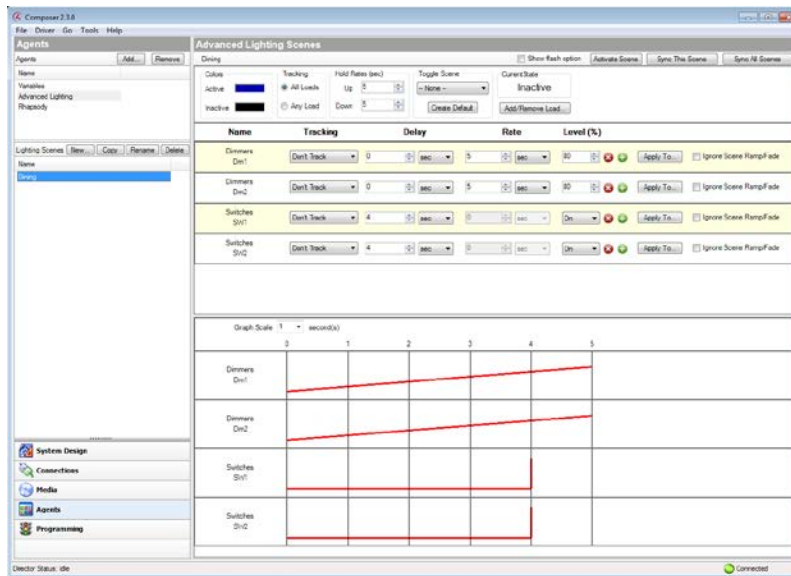 Composer 2.3.0
File Driver Go Tools Help
Agents
Agents Add... Remove
Name
Variables
Advanced Lighting
Rhapsody
Lighting Scenes New... Copy Rename Delete
Name
Dining
System Design
Connections
Media
Agents
Programming
Director Status: Idle
Advanced Lighting Scenes
Dining Show flash option Activate Scene Sync This Scene Sync All Scenes
Colors Tracking Hold Rates (sec) Toggle Scene Current State
Active All Loads Up 5 -- None -- Inactive
Inactive Any Load Down 5 Create Default Add/Remove Load...
Name Tracking Delay Rate Level (%)
Dimmers
Dm1
Don't Track 0 sec 5 sec 80 Apply To... Ignore Scene Ramp/Fade
Dimmers
Dm2
Don't Track 0 sec 5 sec 80 Apply To... Ignore Scene Ramp/Fade
Switches
SW1
Don't Track 4 sec 0 sec On Apply To... Ignore Scene Ramp/Fade
Switches
SW2
Don't Track 4 sec 0 sec On Apply To... Ignore Scene Ramp/Fade
Graph Scale 1 second(s)
0 1 2 3 4 5
Dimmers
Dm1
Dimmers
Dm2
Switches
SW1
Switches
SW2
Connected